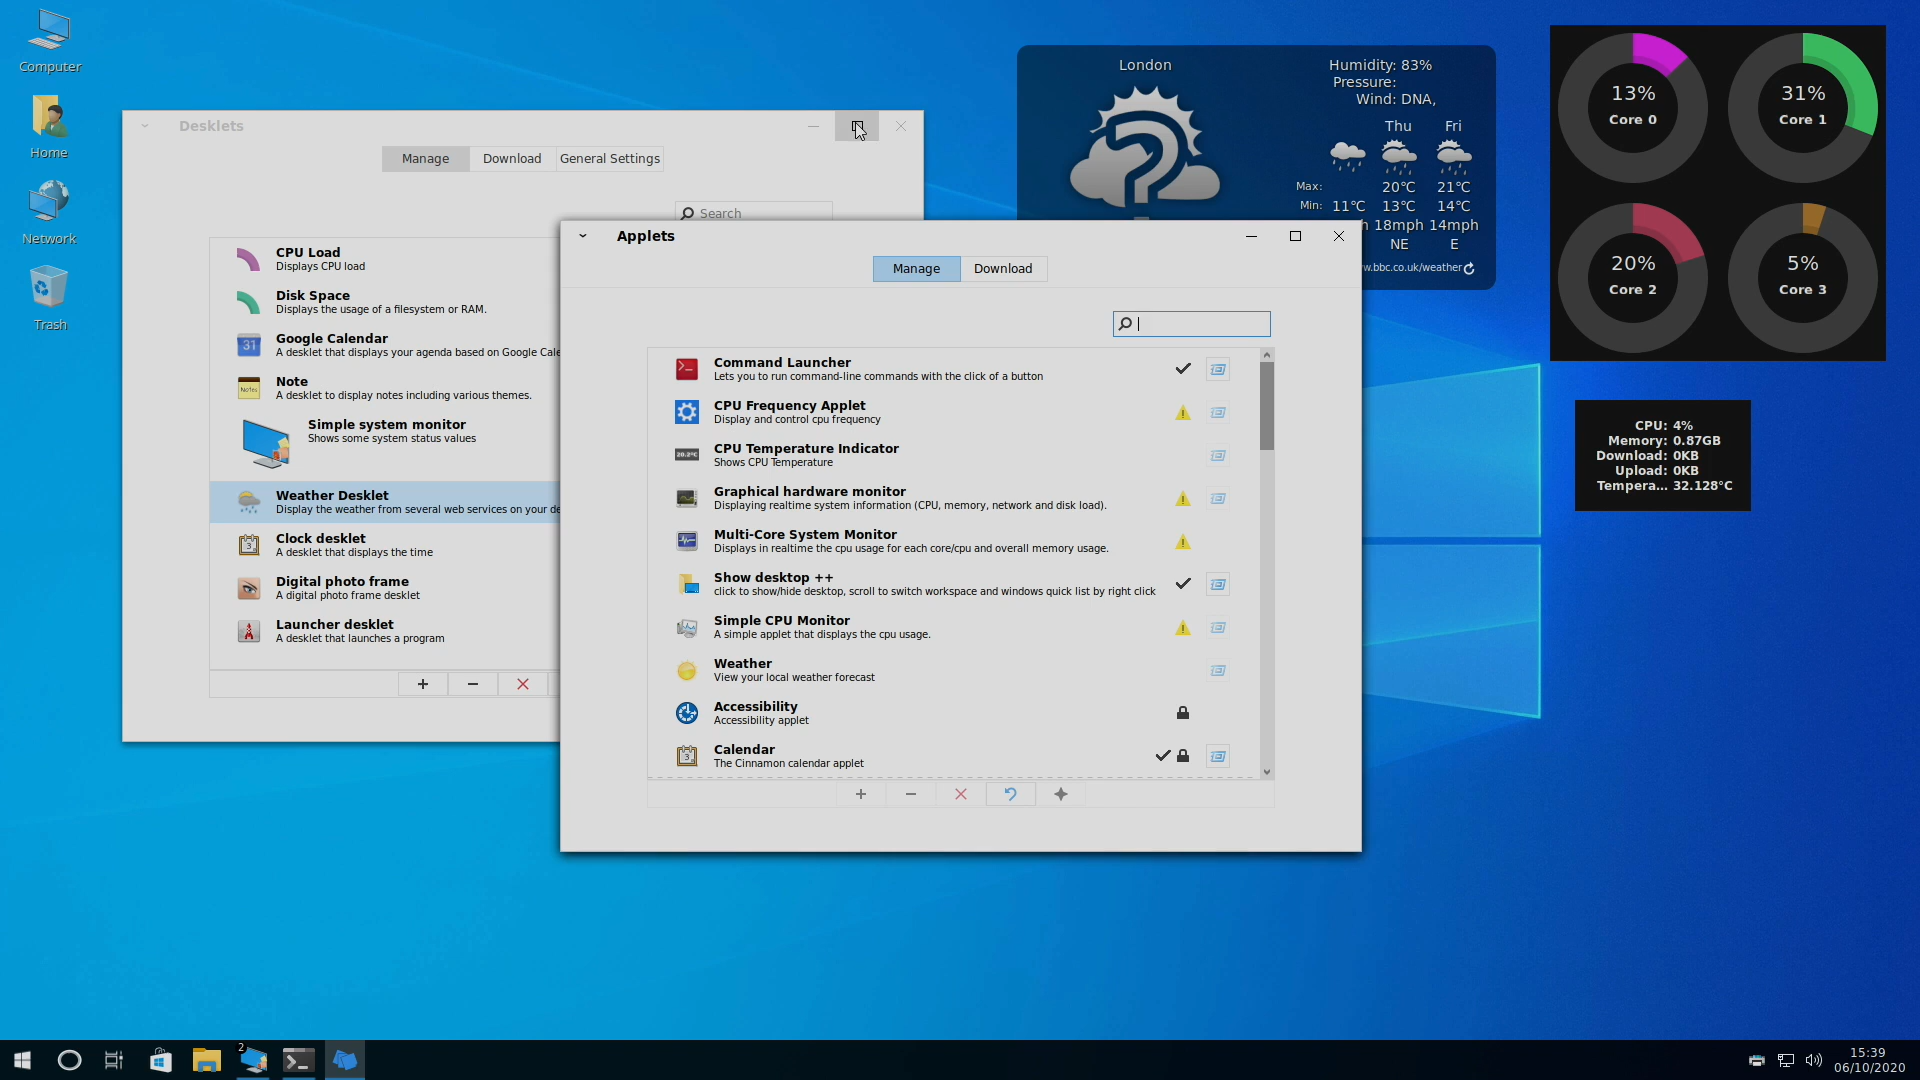 Computer
Home
Network
Trash
Desklets
Manage
Download
General Settings
Search
CPU Load
Displays CPU load
Disk Space
Displays the usage of a filesystem or RAM.
31
Google Calendar
A desklet that displays your agenda based on Google Cale
Notes
Note
A desklet to display notes including various themes.
Simple system monitor
Shows some system status values
Weather Desklet
Display the weather from several web services on your de
3
Clock desklet
A desklet that displays the time
Digital photo frame
A digital photo frame desklet
Launcher desklet
A desklet that launches a program
London
Humidity: 83%
Pressure:
Wind: DNA,
Thu Fri
Max: 20°C 21°C
Min: 11°C 13°C 14°C
h 18mph 14mph
NE E
w.bbc.co.uk/weather
Applets
Manage
Download
Command Launcher
Lets you to run command-line commands with the click of a button
CPU Frequency Applet
Display and control cpu frequency
20.2°C
CPU Temperature Indicator
Shows CPU Temperature
Graphical hardware monitor
Displaying realtime system information (CPU, memory, network and disk load).
Multi-Core System Monitor
Displays in realtime the cpu usage for each core/cpu and overall memory usage.
Show desktop ++
click to show/hide desktop, scroll to switch workspace and windows quick list by right click
Simple CPU Monitor
A simple applet that displays the cpu usage.
Weather
View your local weather forecast
Accessibility
Accessibility applet
3
Calendar
The Cinnamon calendar applet
13%
Core 0
31%
Core 1
20%
Core 2
5%
Core 3
CPU: 4%
Memory: 0.87GB
Download: 0KB
Upload: 0KB
Tempera... 32.128°C
2
15:39
06/10/2020